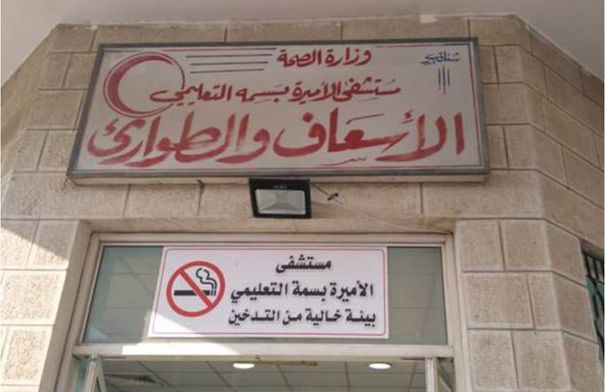 وزارة الصحة
مستشفى الأميرة بسمه التعليمي
الأسعاف والطوارئ
مستشفى
الأميرة بسمة التعليمي
بيئة خالية من التدخين